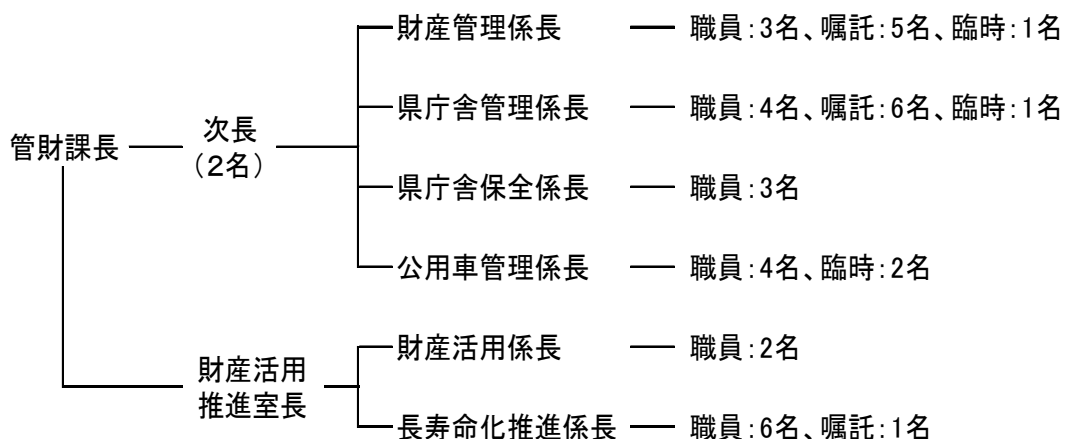 財産管理係長 職員:3名、嘱託:5名、臨時:1名
県庁舎管理係長 職員:4名、嘱託:6名、臨時:1名
管財課長
次長
(2名)
県庁舎保全係長 職員:3名
公用車管理係長 職員:4名、臨時:2名
財産活用係長 職員:2名
財産活用
推進室長
長寿命化推進係長 職員:6名、嘱託:1名